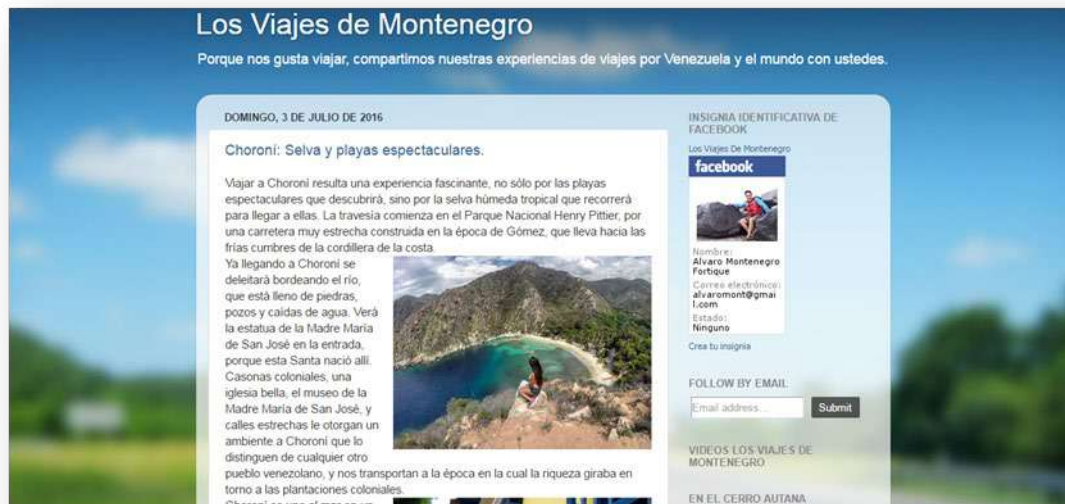 Los Viajes de Montenegro
Porque nos gusta viajar, compartimos nuestras experiencias de viajes por Venezuela y el mundo con ustedes.
DOMINGO, 3 DE JULIO DE 2016
Choroní: Selva y playas espectaculares.
Viajar a Choroní resulta una experiencia fascinante, no sólo por las playas
espectaculares que descubrirá, sino por la selva húmeda tropical que recorrerá
para llegar a ellas. La travesía comienza en el Parque Nacional Henry Pittier, por
una carretera muy estrecha construida en la época de Gómez, que lleva hacia las
frías cumbres de la cordillera de la costa.
Ya llegando a Choroní se
deleitará bordeando el río,
que está lleno de piedras,
pozos y caídas de agua. Verá
la estatua de la Madre María
de San José en la entrada,
porque esta Santa nació allí.
Casonas coloniales, una
iglesia bella, el museo de la
Madre María de San José, y
calles estrechas le otorgan un
ambiente a Choroní que lo
distinguen de cualquier otro
pueblo venezolano, y nos transportan a la época en la cual la riqueza giraba en
torno a las plantaciones coloniales.
INSIGNIA IDENTIFICATIVA DE
FACEBOOK
Los Viajes De Montenegro
facebook
Nombre:
Alvaro Montenegro
Fortique
Correo electrónico:
alvaromont@gmai
l.com
Estado:
Ninguno
Crea tu insignia
FOLLOW BY EMAIL
Email address...
Submit
VIDEOS LOS VIAJES DE
MONTENEGRO
EN EL CERRO AUTANA